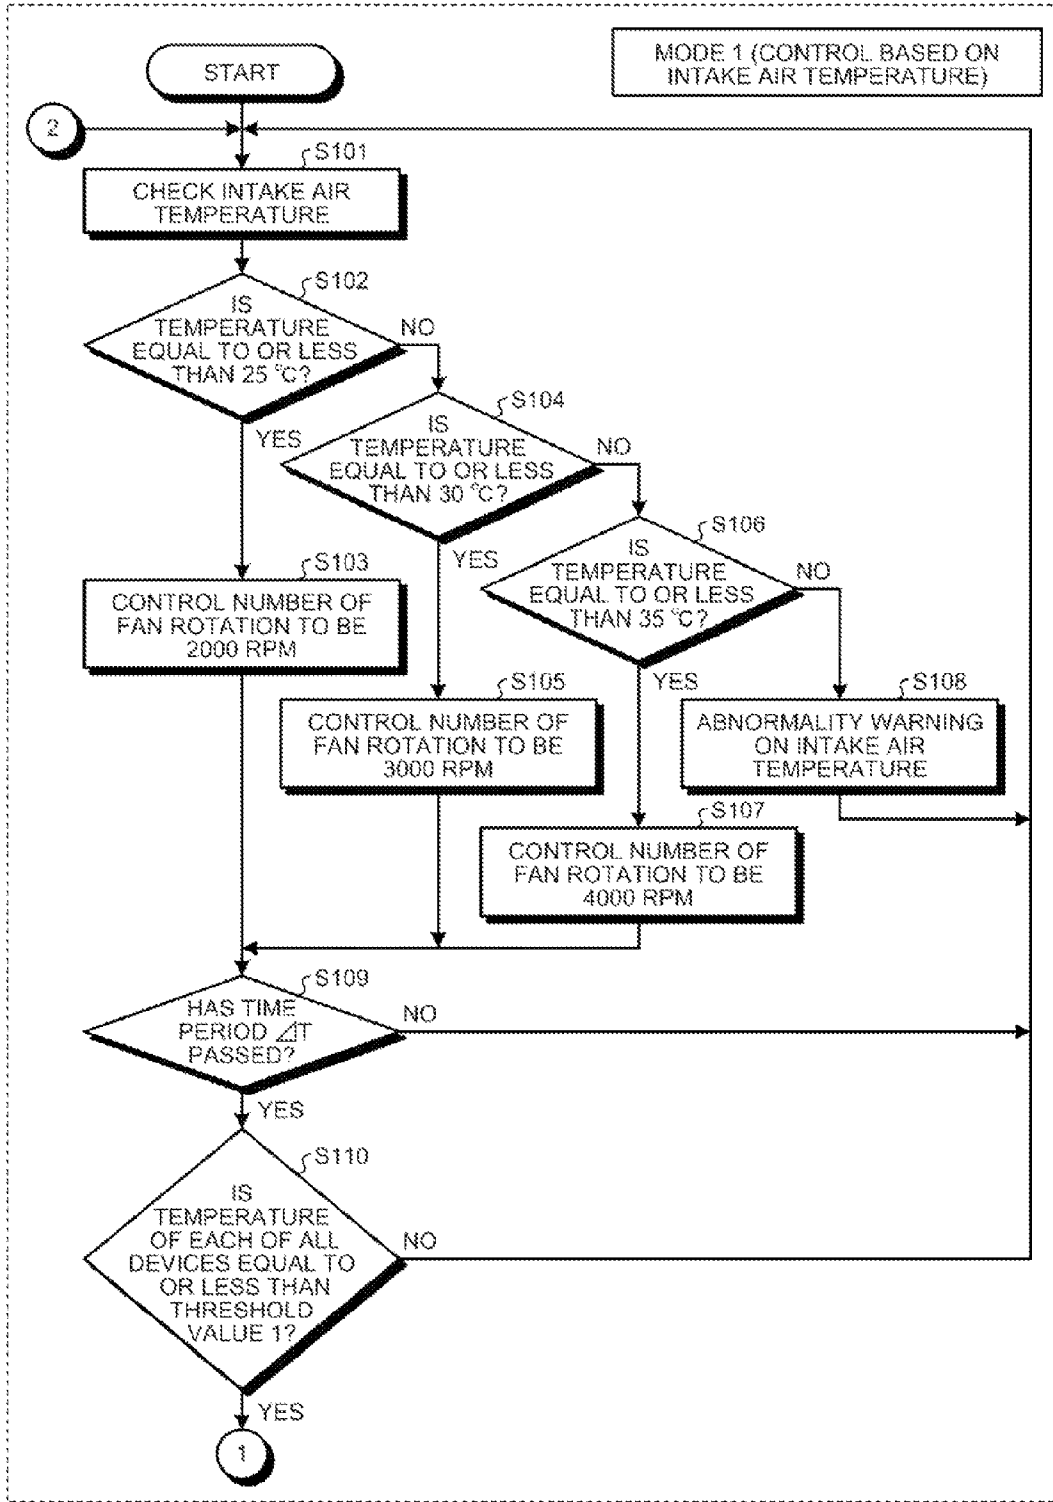 START
MODE 1 (CONTROL BASED ON
INTAKE AIR TEMPERATURE)
2
S101
CHECK INTAKE AIR
TEMPERATURE
S102
IS
TEMPERATURE
EQUAL TO OR LESS
THAN 25 °C?
NO
YES
S104
IS
TEMPERATURE
EQUAL TO OR LESS
THAN 30 °C?
NO
YES
S106
IS
TEMPERATURE
EQUAL TO OR LESS
THAN 35 °C?
NO
YES
S103
CONTROL NUMBER OF
FAN ROTATION TO BE
2000 RPM
S105
CONTROL NUMBER OF
FAN ROTATION TO BE
3000 RPM
S108
ABNORMALITY WARNING
ON INTAKE AIR
TEMPERATURE
S107
CONTROL NUMBER OF
FAN ROTATION TO BE
4000 RPM
S109
HAS TIME
PERIOD ⊿T
PASSED?
NO
YES
S110
IS
TEMPERATURE
OF EACH OF ALL
DEVICES EQUAL TO
OR LESS THAN
THRESHOLD
VALUE 1?
NO
YES
1